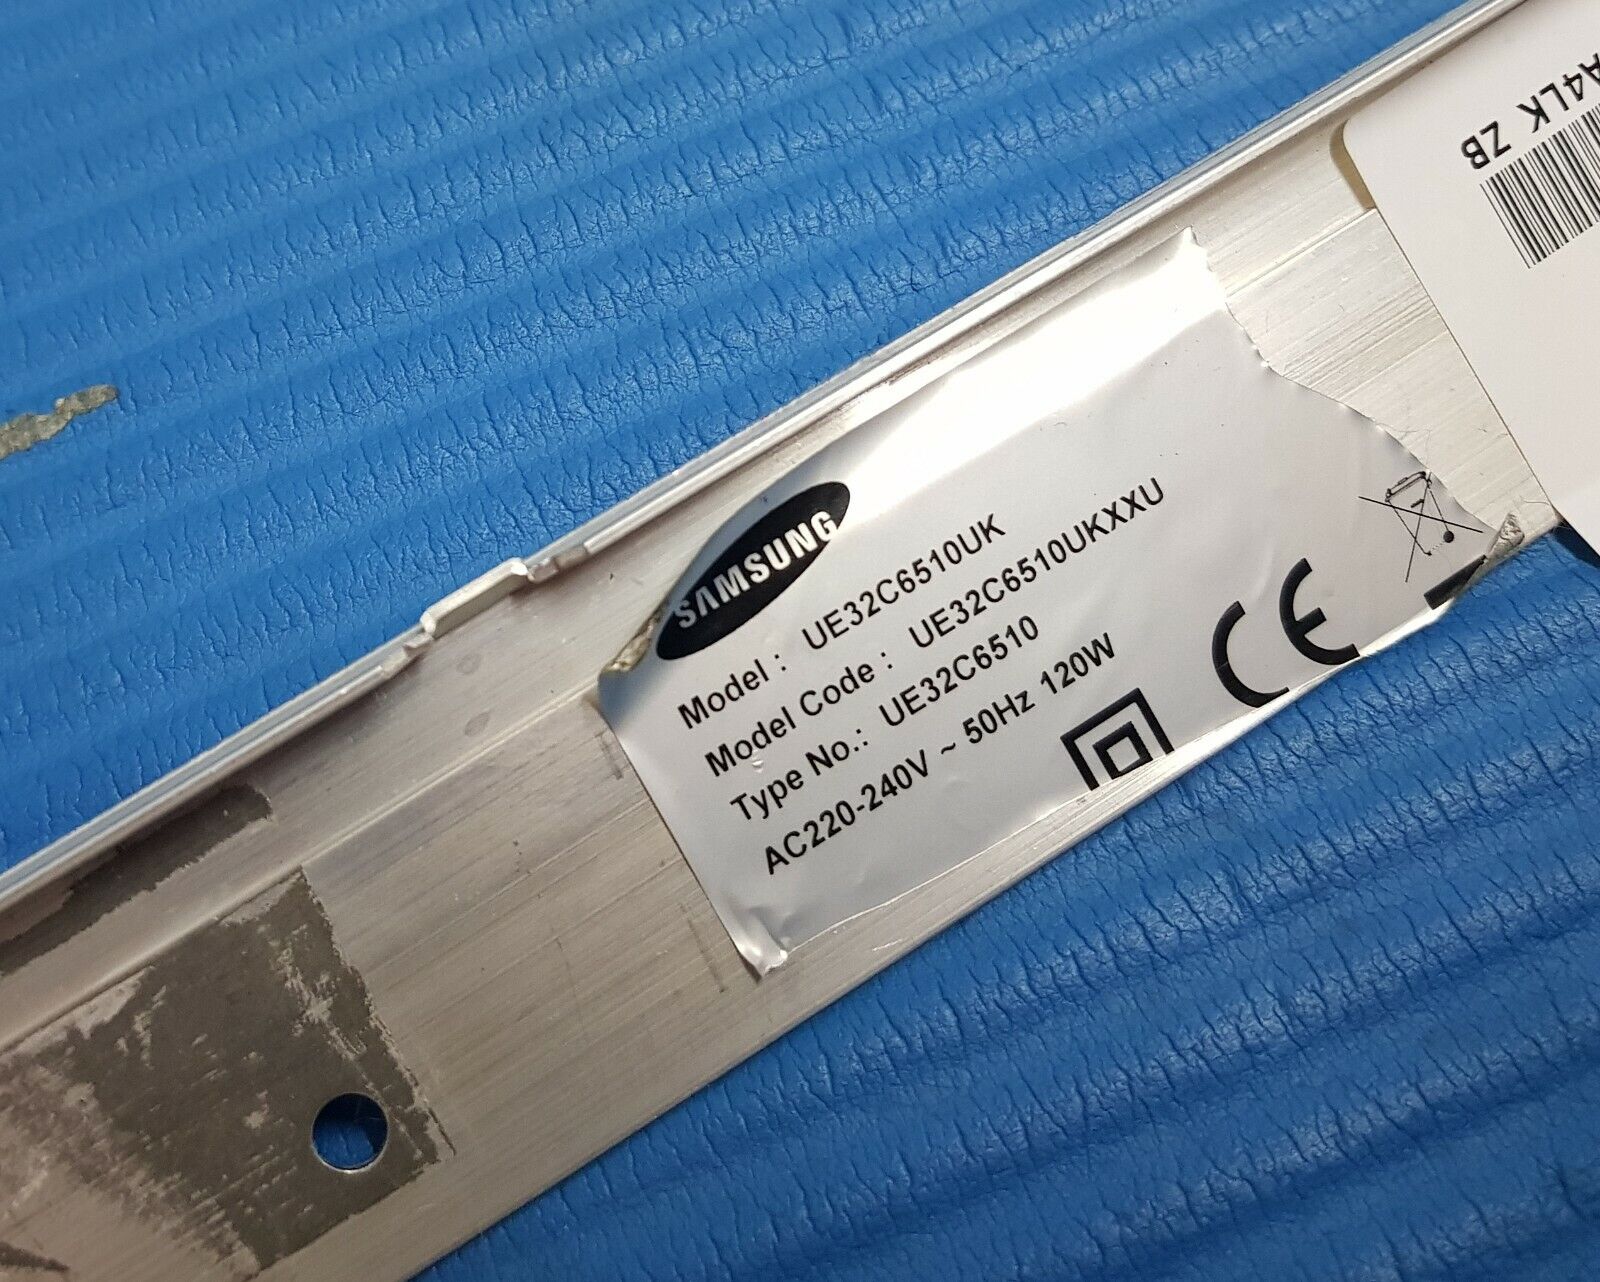 SAMSUNG
Model : UE32C6510UK
Model Code : UE32C6510UKXXU
Type No.: UE32C6510
AC220-240V ~ 50Hz 120W
CE
A4LK ZB